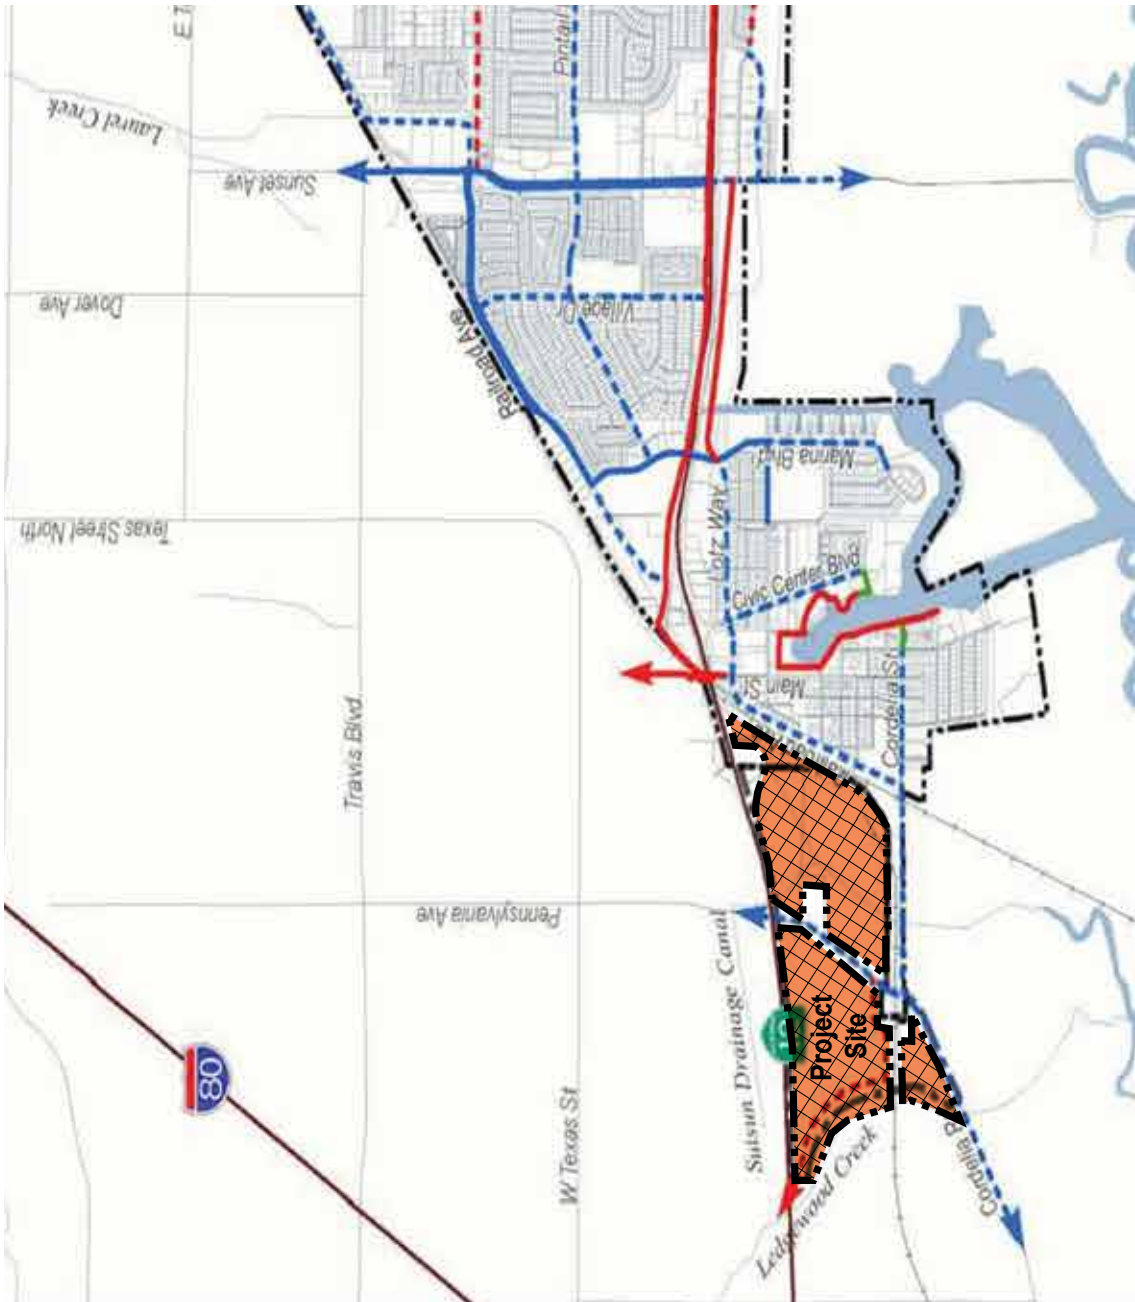 Laurel Creek
Sunset Ave
Pintail
Dover Ave
Railroad Ave
Village Dr
Texas Street North
Marina Blvd
Lotz Way
Civic Center Blvd
Main St
Cordelia St
Travis Blvd
Pennsylvania Ave
Suisun Drainage Canal
Project
Site
80
W Texas St
Ledgewood Creek
Cordelia R